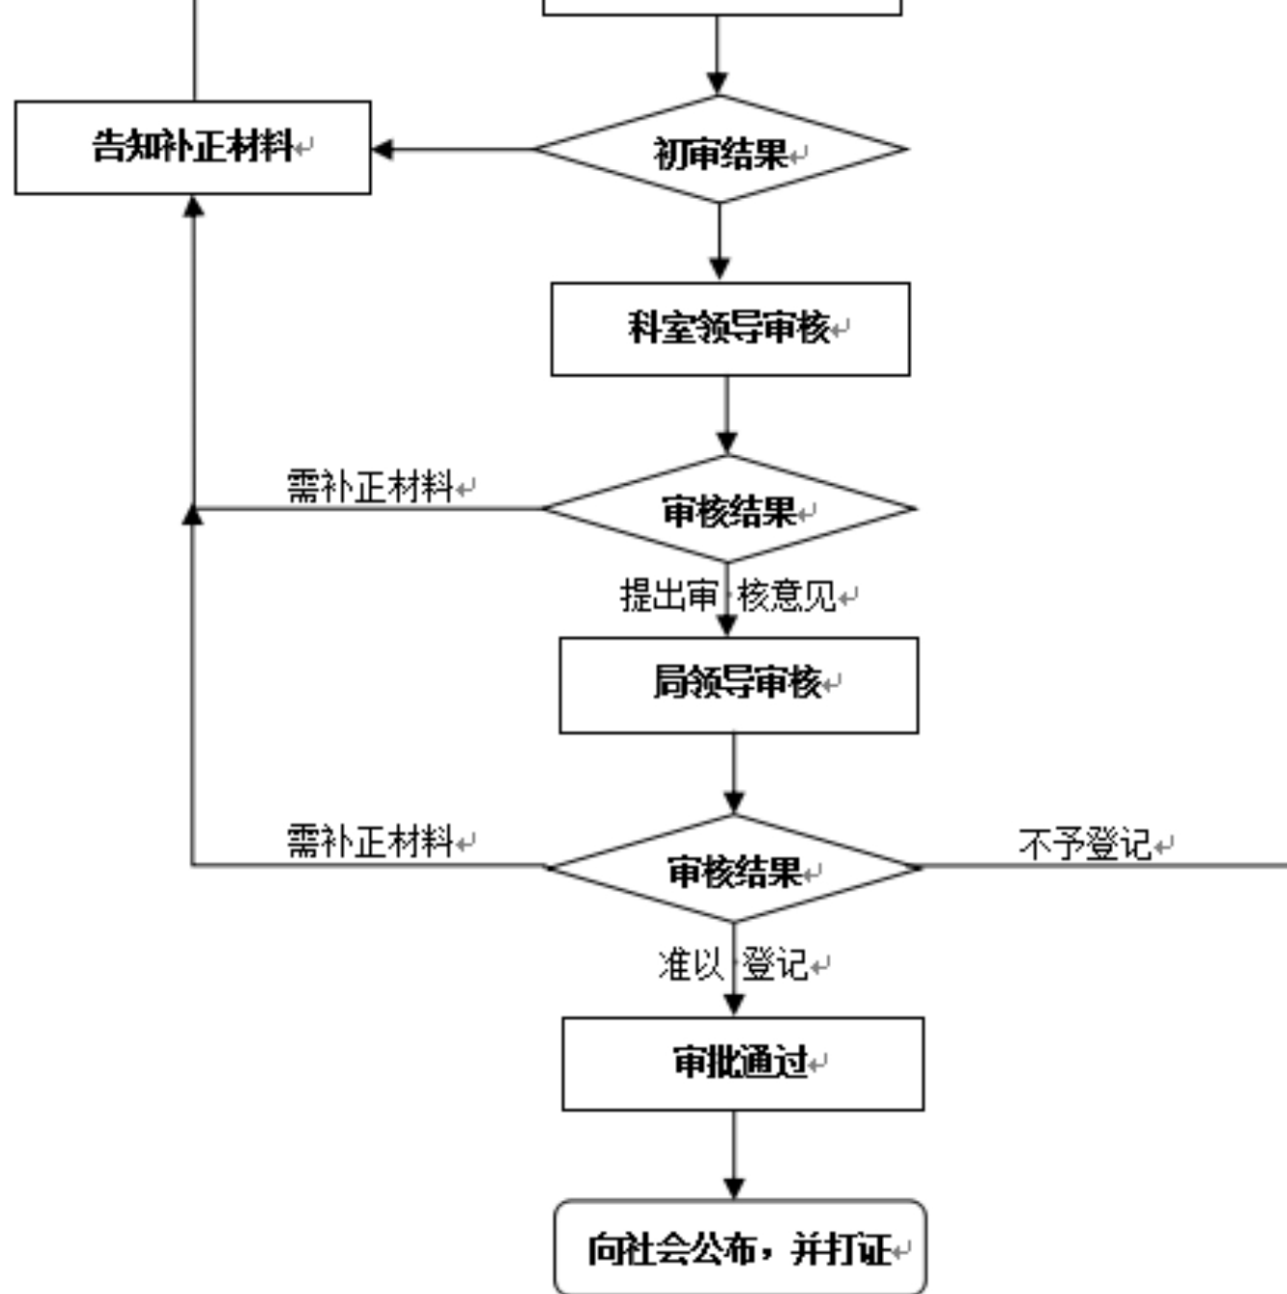 告知补正材料
初审结果
科室领导审核
需补正材料
审核结果
提出审 核意见
局领导审核
需补正材料
审核结果
不予登记
准以 登记
审批通过
向社会公布，并打证